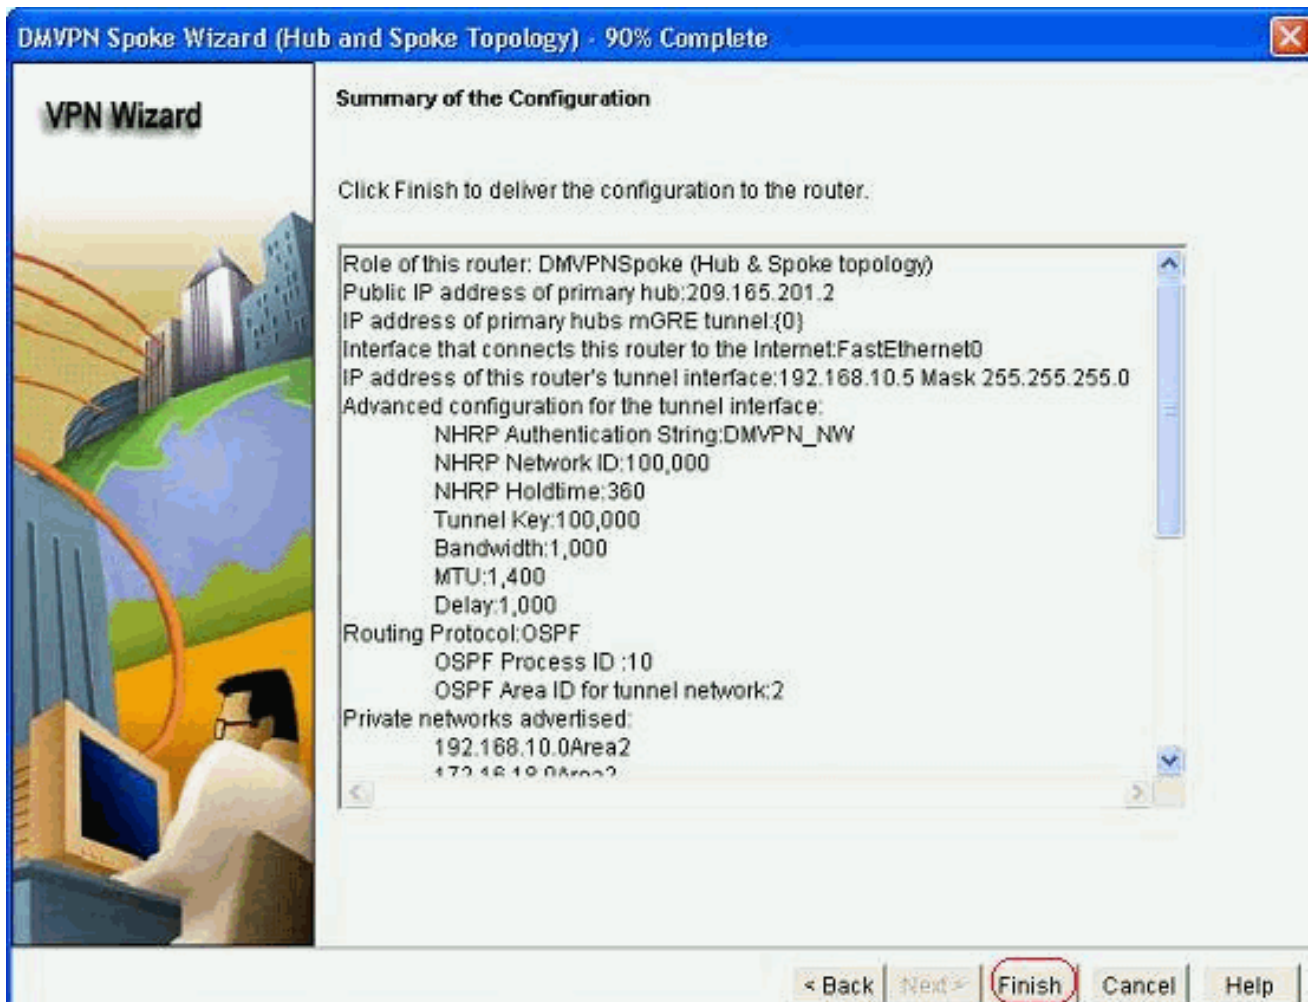 DMVPN Spoke Wizard (Hub and Spoke Topology) - 90% Complete
VPN Wizard
Summary of the Configuration
Click Finish to deliver the configuration to the router.
Role of this router: DMVPNSpoke (Hub & Spoke topology)
Public IP address of primary hub:209.165.201.2
IP address of primary hubs mGRE tunnel:{0}
Interface that connects this router to the Internet:FastEthernet0
IP address of this router's tunnel interface:192.168.10.5 Mask 255.255.255.0
Advanced configuration for the tunnel interface:
NHRP Authentication String:DMVPN_NW
NHRP Network ID:100,000
NHRP Holdtime:360
Tunnel Key:100,000
Bandwidth:1,000
MTU:1,400
Delay:1,000
Routing Protocol:OSPF
OSPF Process ID :10
OSPF Area ID for tunnel network:2
Private networks advertised:
192.168.10.0Area2
< Back
Next >
Finish
Cancel
Help